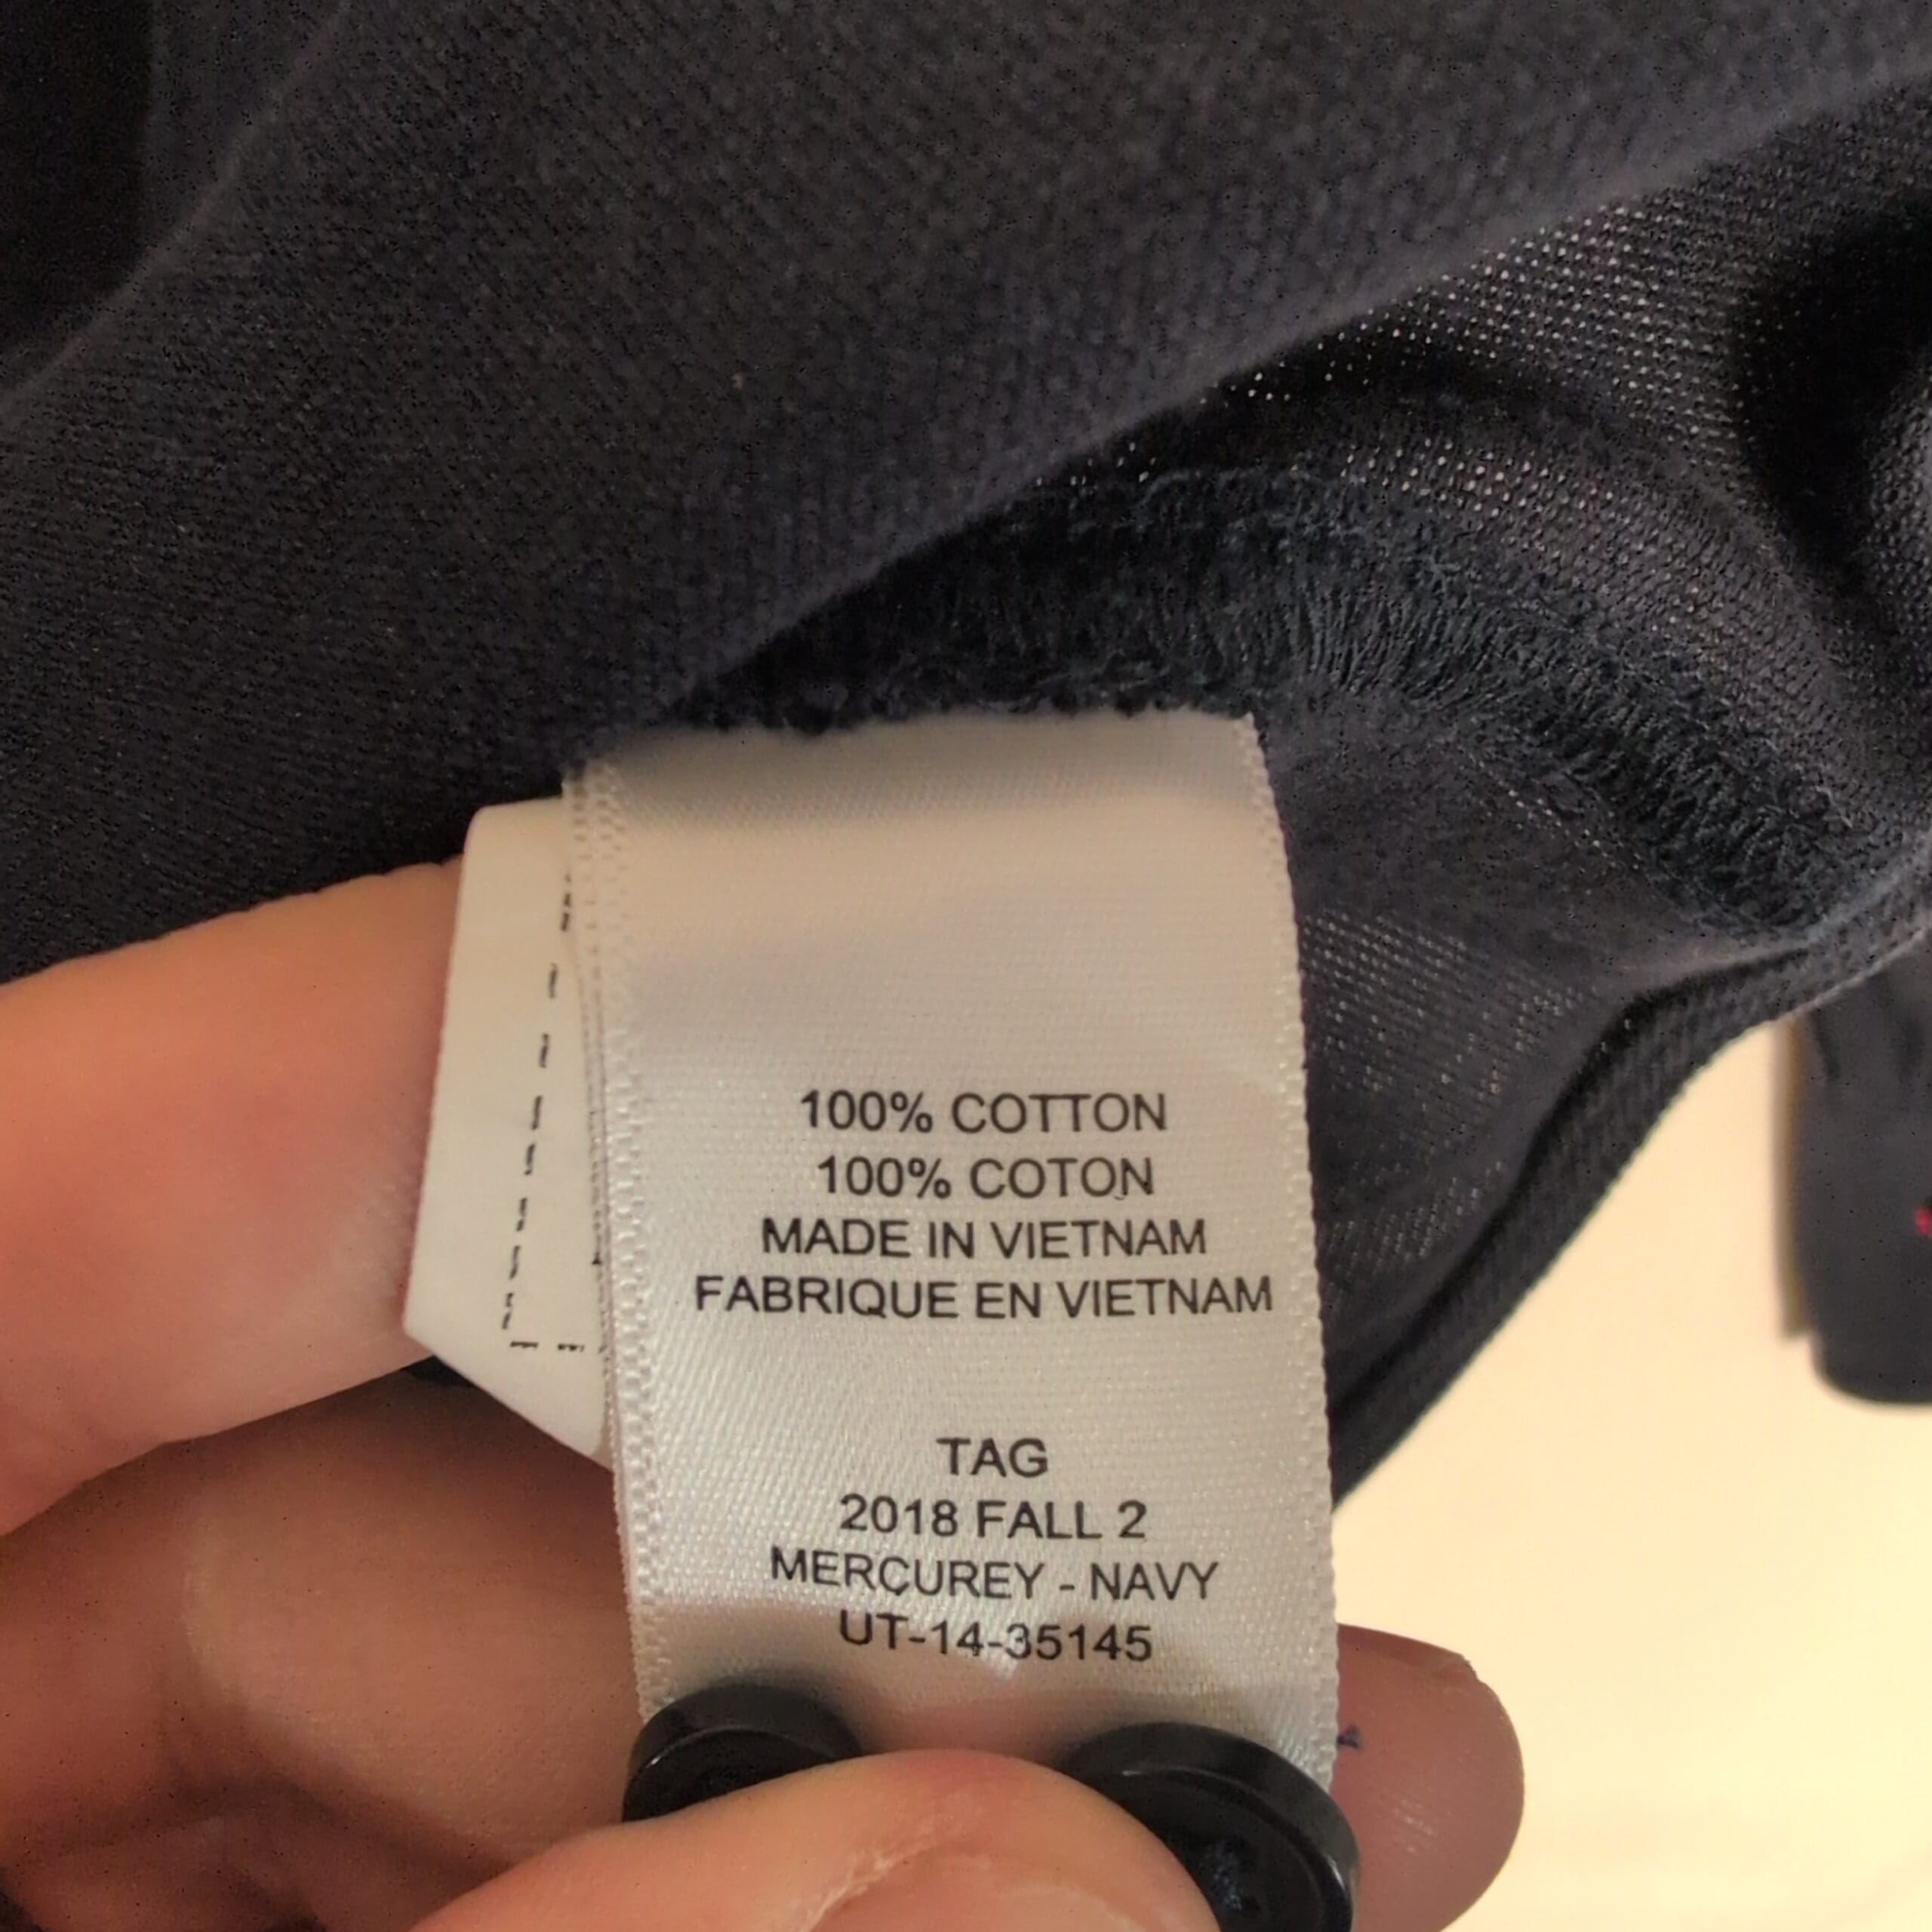 100% COTTON
100% COTON
MADE IN VIETNAM
FABRIQUE EN VIETNAM
TAG
2018 FALL 2
MERCUREY - NAVY
UT-14-35145